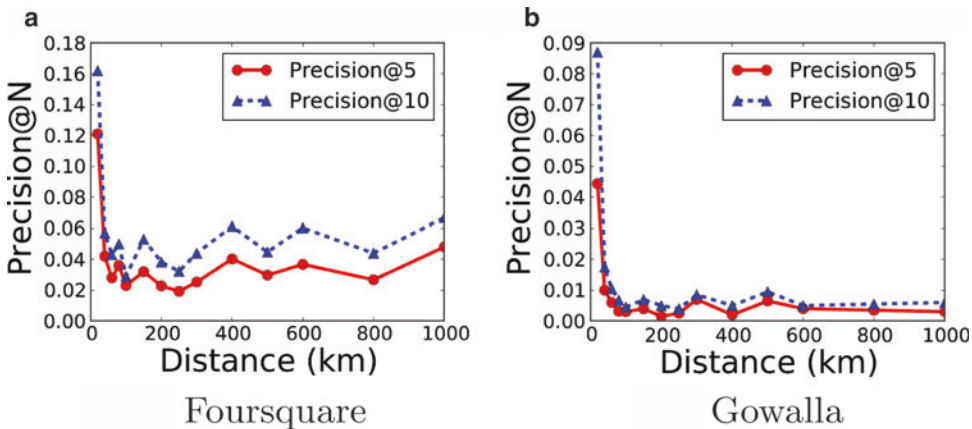 a
0.18
0.16
0.14
0.12
0.10
0.08
0.06
0.04
0.02
0.00
Precision@N
Precision@5
Precision@10
0 200 400 600 800 1000
Distance (km)
Foursquare
b
0.09
0.08
0.07
0.06
0.05
0.04
0.03
0.02
0.01
0.00
Precision@N
Precision@5
Precision@10
0 200 400 600 800 1000
Distance (km)
Gowalla